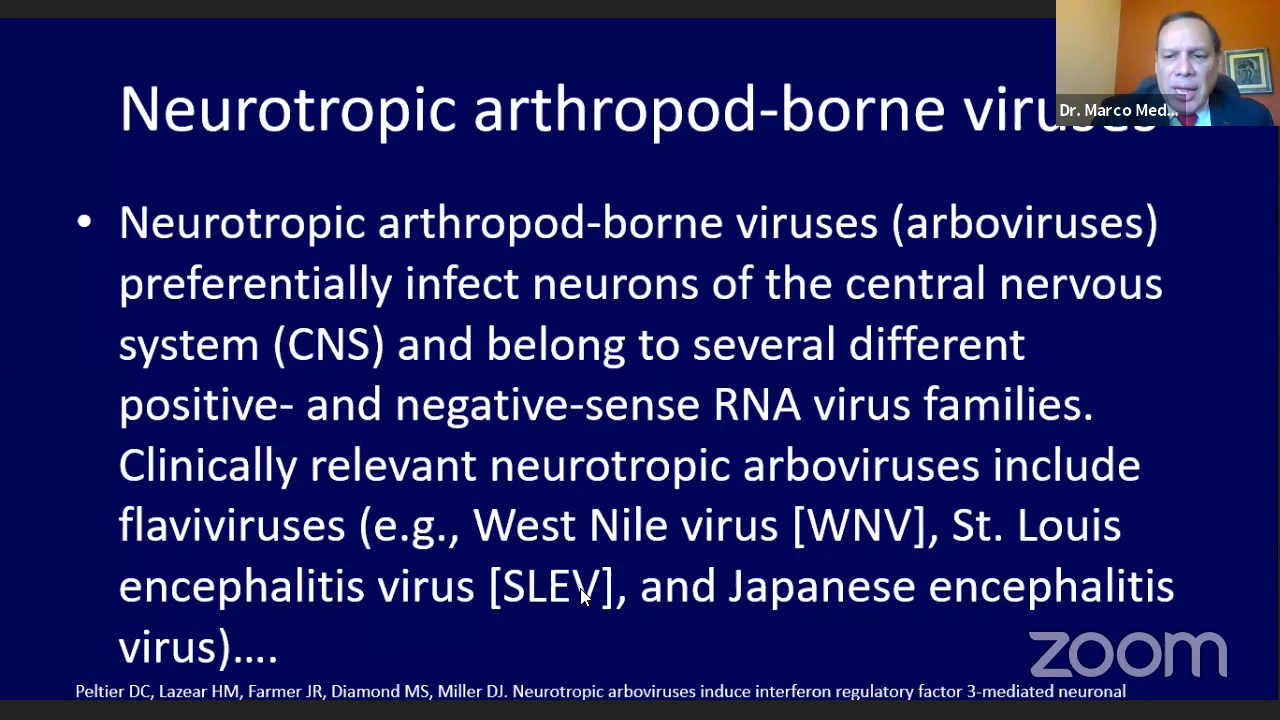 Neurotropic arthropod-borne viruses
Dr. Marco Med...
• Neurotropic arthropod-borne viruses (arboviruses)
preferentially infect neurons of the central nervous
system (CNS) and belong to several different
positive- and negative-sense RNA virus families.
Clinically relevant neurotropic arboviruses include
flaviviruses (e.g., West Nile virus [WNV], St. Louis
encephalitis virus [SLEV], and Japanese encephalitis
virus)....
zoom
Peltier DC, Lazear HM, Farmer JR, Diamond MS, Miller DJ. Neurotropic arboviruses induce interferon regulatory factor 3-mediated neuronal